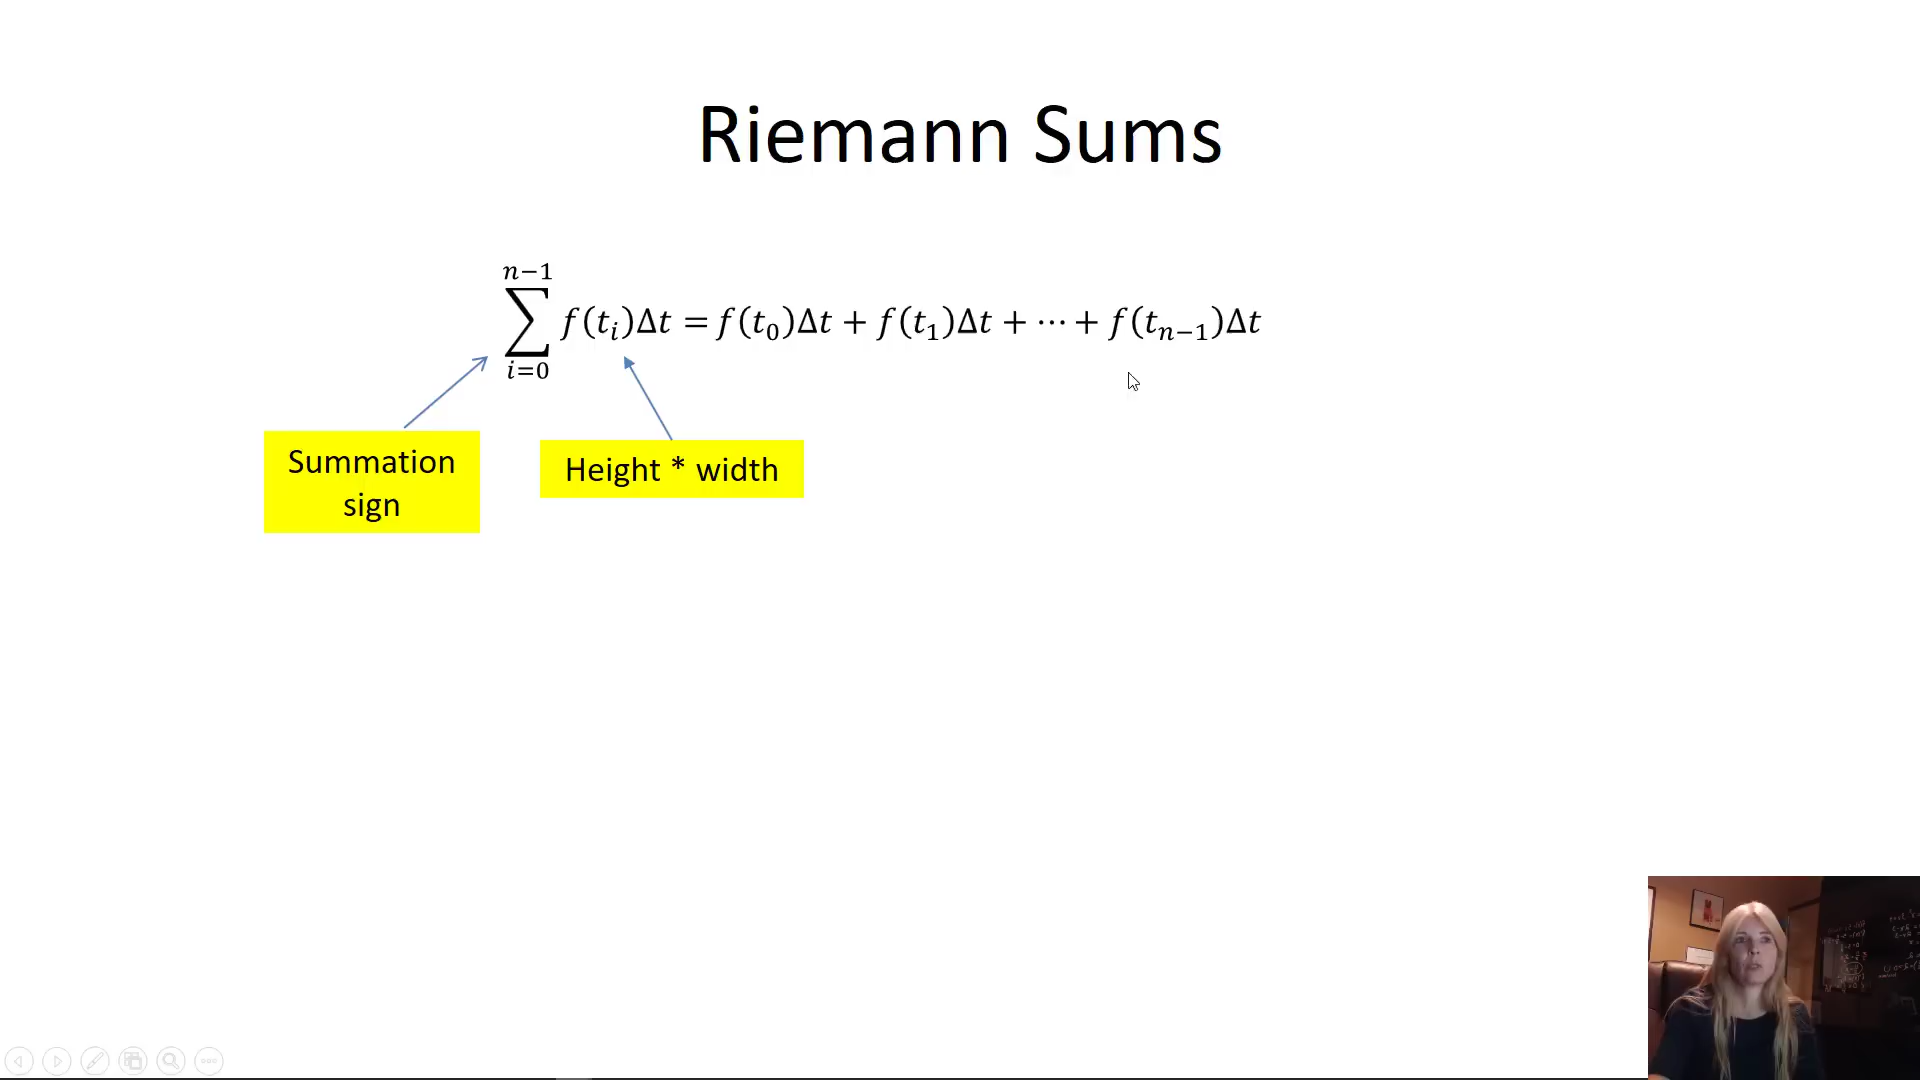 Riemann Sums
n−1
∑ f(tᵢ)Δt = f(t₀)Δt + f(t₁)Δt + ⋯ + f(tₙ₋₁)Δt
i=0
Summation
sign
Height * width